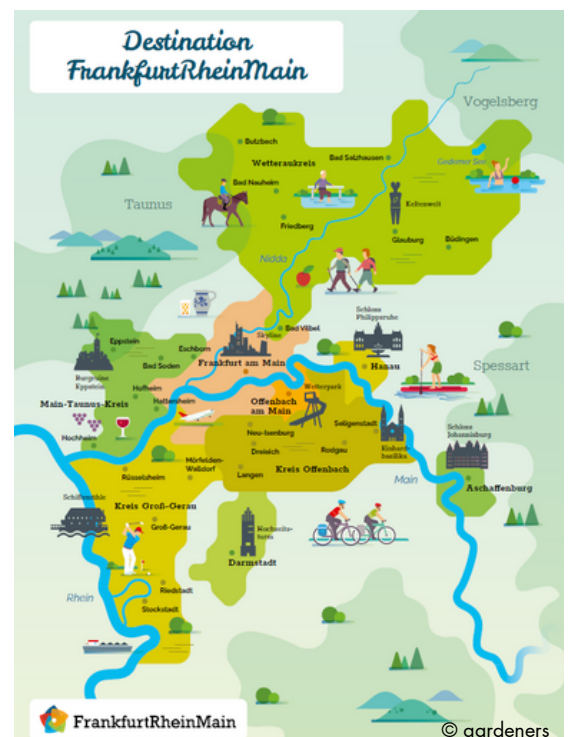 Destination
FrankfurtRheinMain
Vogelsberg
Butzbach
Wetteraukreis
Bad Salzhausen
Gederner See
Bad Nauheim
Taunus
Keltenwelt
Friedberg
Glauburg
Büdingen
Nidda
Schloss
Philippsruhe
Bad Vilbel
Skyline
Eppstein
Eschborn
Bad Soden
Frankfurt am Main
Hanau
Spessart
Burgruine
Eppstein
Hofheim
Wetterpark
Main-Taunus-Kreis
Hattersheim
Offenbach
am Main
Seligenstadt
Neu-Isenburg
Einhard-
basilika
Schloss
Johannisburg
Hochheim
Dreieich
Rodgau
Mörfelden-
Walldorf
Rüsselsheim
Langen
Kreis Offenbach
Main
Aschaffenburg
Schiffsmühle
Kreis Groß-Gerau
Groß-Gerau
Hochzeits-
turm
Darmstadt
Riedstadt
Rhein
Stockstadt
FrankfurtRheinMain
© gardeners